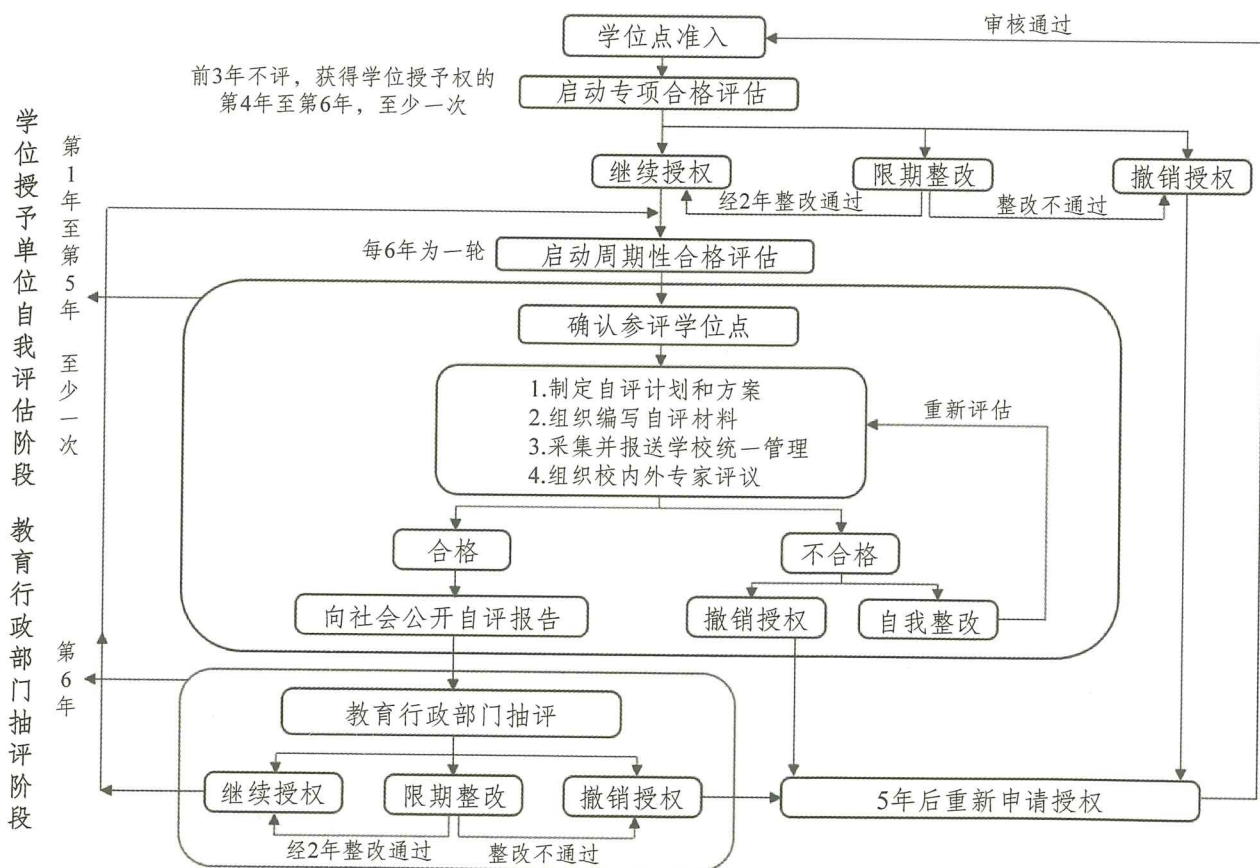 审核通过
学位点准入
前3年不评，获得学位授予权的
第4年至第6年，至少一次
启动专项合格评估
继续授权
限期整改
撤销授权
经2年整改通过
整改不通过
每6年为一轮
启动周期性合格评估
学位授予单位自我评估阶段
第1年至第5年 至少一次
确认参评学位点
1.制定自评计划和方案
2.组织编写自评材料
3.采集并报送学校统一管理
4.组织校内外专家评议
重新评估
合格
不合格
向社会公开自评报告
撤销授权
自我整改
教育行政部门抽评阶段
第6年
教育行政部门抽评
继续授权
限期整改
撤销授权
5年后重新申请授权
经2年整改通过
整改不通过